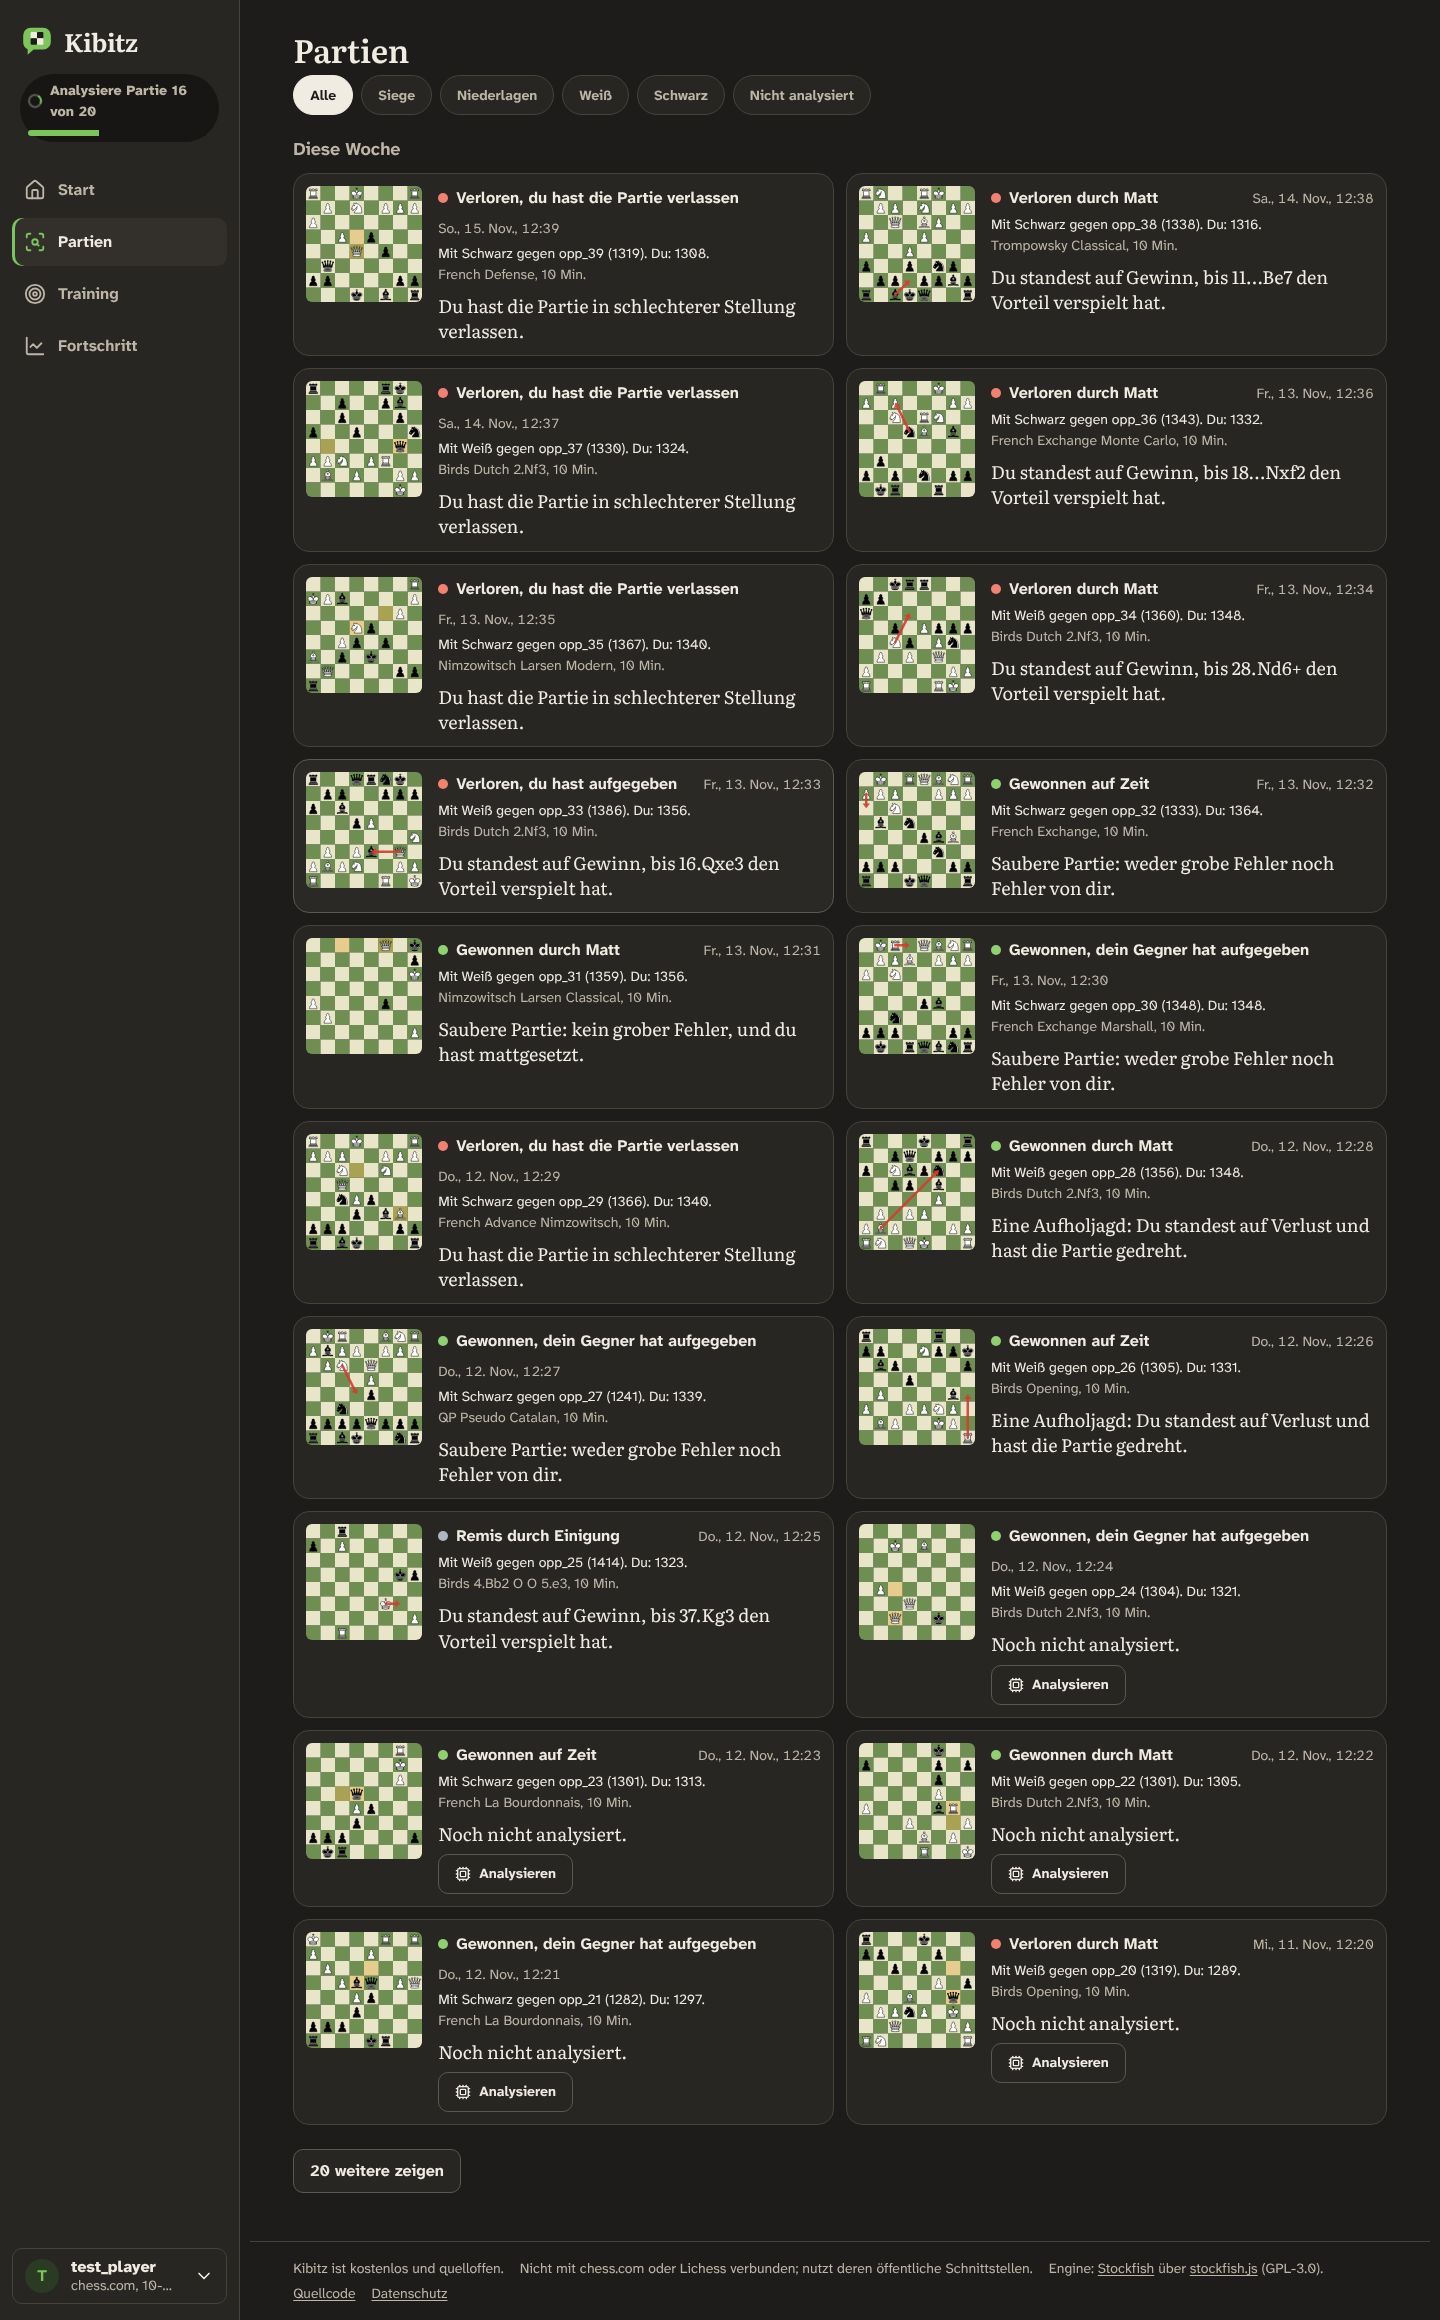 Kibitz
Analysiere Partie 16
von 20
Start
Partien
Training
Fortschritt
test_player
chess.com, 10-...
Partien
Alle
Siege
Niederlagen
Weiß
Schwarz
Nicht analysiert
Diese Woche
Verloren, du hast die Partie verlassen
So., 15. Nov., 12:39
Mit Schwarz gegen opp_39 (1319). Du: 1308.
French Defense, 10 Min.
Du hast die Partie in schlechterer Stellung
verlassen.
Verloren durch Matt
Sa., 14. Nov., 12:38
Mit Schwarz gegen opp_38 (1338). Du: 1316.
Trompowsky Classical, 10 Min.
Du standest auf Gewinn, bis 11...Be7 den
Vorteil verspielt hat.
Verloren, du hast die Partie verlassen
Sa., 14. Nov., 12:37
Mit Weiß gegen opp_37 (1330). Du: 1324.
Birds Dutch 2.Nf3, 10 Min.
Du hast die Partie in schlechterer Stellung
verlassen.
Verloren durch Matt
Fr., 13. Nov., 12:36
Mit Schwarz gegen opp_36 (1343). Du: 1332.
French Exchange Monte Carlo, 10 Min.
Du standest auf Gewinn, bis 18...Nxf2 den
Vorteil verspielt hat.
Verloren, du hast die Partie verlassen
Fr., 13. Nov., 12:35
Mit Schwarz gegen opp_35 (1367). Du: 1340.
Nimzowitsch Larsen Modern, 10 Min.
Du hast die Partie in schlechterer Stellung
verlassen.
Verloren durch Matt
Fr., 13. Nov., 12:34
Mit Weiß gegen opp_34 (1360). Du: 1348.
Birds Dutch 2.Nf3, 10 Min.
Du standest auf Gewinn, bis 28.Nd6+ den
Vorteil verspielt hat.
Verloren, du hast aufgegeben
Fr., 13. Nov., 12:33
Mit Weiß gegen opp_33 (1386). Du: 1356.
Birds Dutch 2.Nf3, 10 Min.
Du standest auf Gewinn, bis 16.Qxe3 den
Vorteil verspielt hat.
Gewonnen auf Zeit
Fr., 13. Nov., 12:32
Mit Schwarz gegen opp_32 (1333). Du: 1364.
French Exchange, 10 Min.
Saubere Partie: weder grobe Fehler noch
Fehler von dir.
Gewonnen durch Matt
Fr., 13. Nov., 12:31
Mit Weiß gegen opp_31 (1359). Du: 1356.
Nimzowitsch Larsen Classical, 10 Min.
Saubere Partie: kein grober Fehler, und du
hast mattgesetzt.
Gewonnen, dein Gegner hat aufgegeben
Fr., 13. Nov., 12:30
Mit Schwarz gegen opp_30 (1348). Du: 1348.
French Exchange Marshall, 10 Min.
Saubere Partie: weder grobe Fehler noch
Fehler von dir.
Verloren, du hast die Partie verlassen
Do., 12. Nov., 12:29
Mit Schwarz gegen opp_29 (1366). Du: 1340.
French Advance Nimzowitsch, 10 Min.
Du hast die Partie in schlechterer Stellung
verlassen.
Gewonnen durch Matt
Do., 12. Nov., 12:28
Mit Weiß gegen opp_28 (1356). Du: 1348.
Birds Dutch 2.Nf3, 10 Min.
Eine Aufholjagd: Du standest auf Verlust und
hast die Partie gedreht.
Gewonnen, dein Gegner hat aufgegeben
Do., 12. Nov., 12:27
Mit Schwarz gegen opp_27 (1241). Du: 1339.
QP Pseudo Catalan, 10 Min.
Saubere Partie: weder grobe Fehler noch
Fehler von dir.
Gewonnen auf Zeit
Do., 12. Nov., 12:26
Mit Weiß gegen opp_26 (1305). Du: 1331.
Birds Opening, 10 Min.
Eine Aufholjagd: Du standest auf Verlust und
hast die Partie gedreht.
Remis durch Einigung
Do., 12. Nov., 12:25
Mit Weiß gegen opp_25 (1414). Du: 1323.
Birds 4.Bb2 O O 5.e3, 10 Min.
Du standest auf Gewinn, bis 37.Kg3 den
Vorteil verspielt hat.
Gewonnen, dein Gegner hat aufgegeben
Do., 12. Nov., 12:24
Mit Weiß gegen opp_24 (1304). Du: 1321.
Birds Dutch 2.Nf3, 10 Min.
Noch nicht analysiert.
Analysieren
Gewonnen auf Zeit
Do., 12. Nov., 12:23
Mit Schwarz gegen opp_23 (1301). Du: 1313.
French La Bourdonnais, 10 Min.
Noch nicht analysiert.
Analysieren
Gewonnen durch Matt
Do., 12. Nov., 12:22
Mit Weiß gegen opp_22 (1301). Du: 1305.
Birds Dutch 2.Nf3, 10 Min.
Noch nicht analysiert.
Analysieren
Gewonnen, dein Gegner hat aufgegeben
Do., 12. Nov., 12:21
Mit Schwarz gegen opp_21 (1282). Du: 1297.
French La Bourdonnais, 10 Min.
Noch nicht analysiert.
Analysieren
Verloren durch Matt
Mi., 11. Nov., 12:20
Mit Weiß gegen opp_20 (1319). Du: 1289.
Birds Opening, 10 Min.
Noch nicht analysiert.
Analysieren
20 weitere zeigen
Kibitz ist kostenlos und quelloffen. Nicht mit chess.com oder Lichess verbunden; nutzt deren öffentliche Schnittstellen. Engine: Stockfish über stockfish.js (GPL-3.0).
Quellcode Datenschutz
T